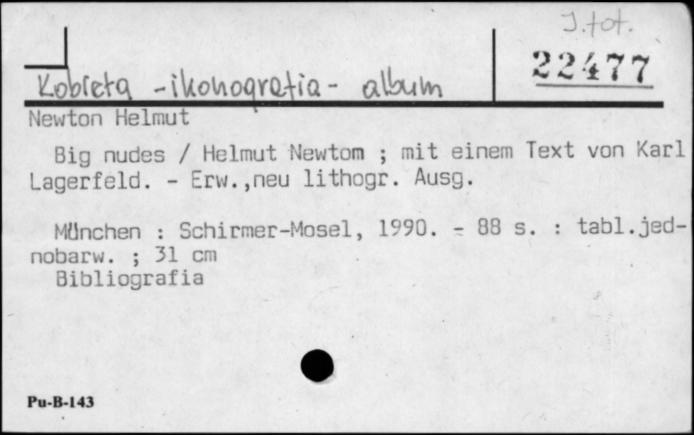 J.fot.
22477
Kobieta - ikonografia - album
Newton Helmut
Big nudes / Helmut Newtom ; mit einem Text von Karl
Lagerfeld. - Erw.,neu lithogr. Ausg.
München : Schirmer-Mosel, 1990. - 88 s. : tabl.jed-
nobarw. ; 31 cm
Bibliografia
Pu-B-143